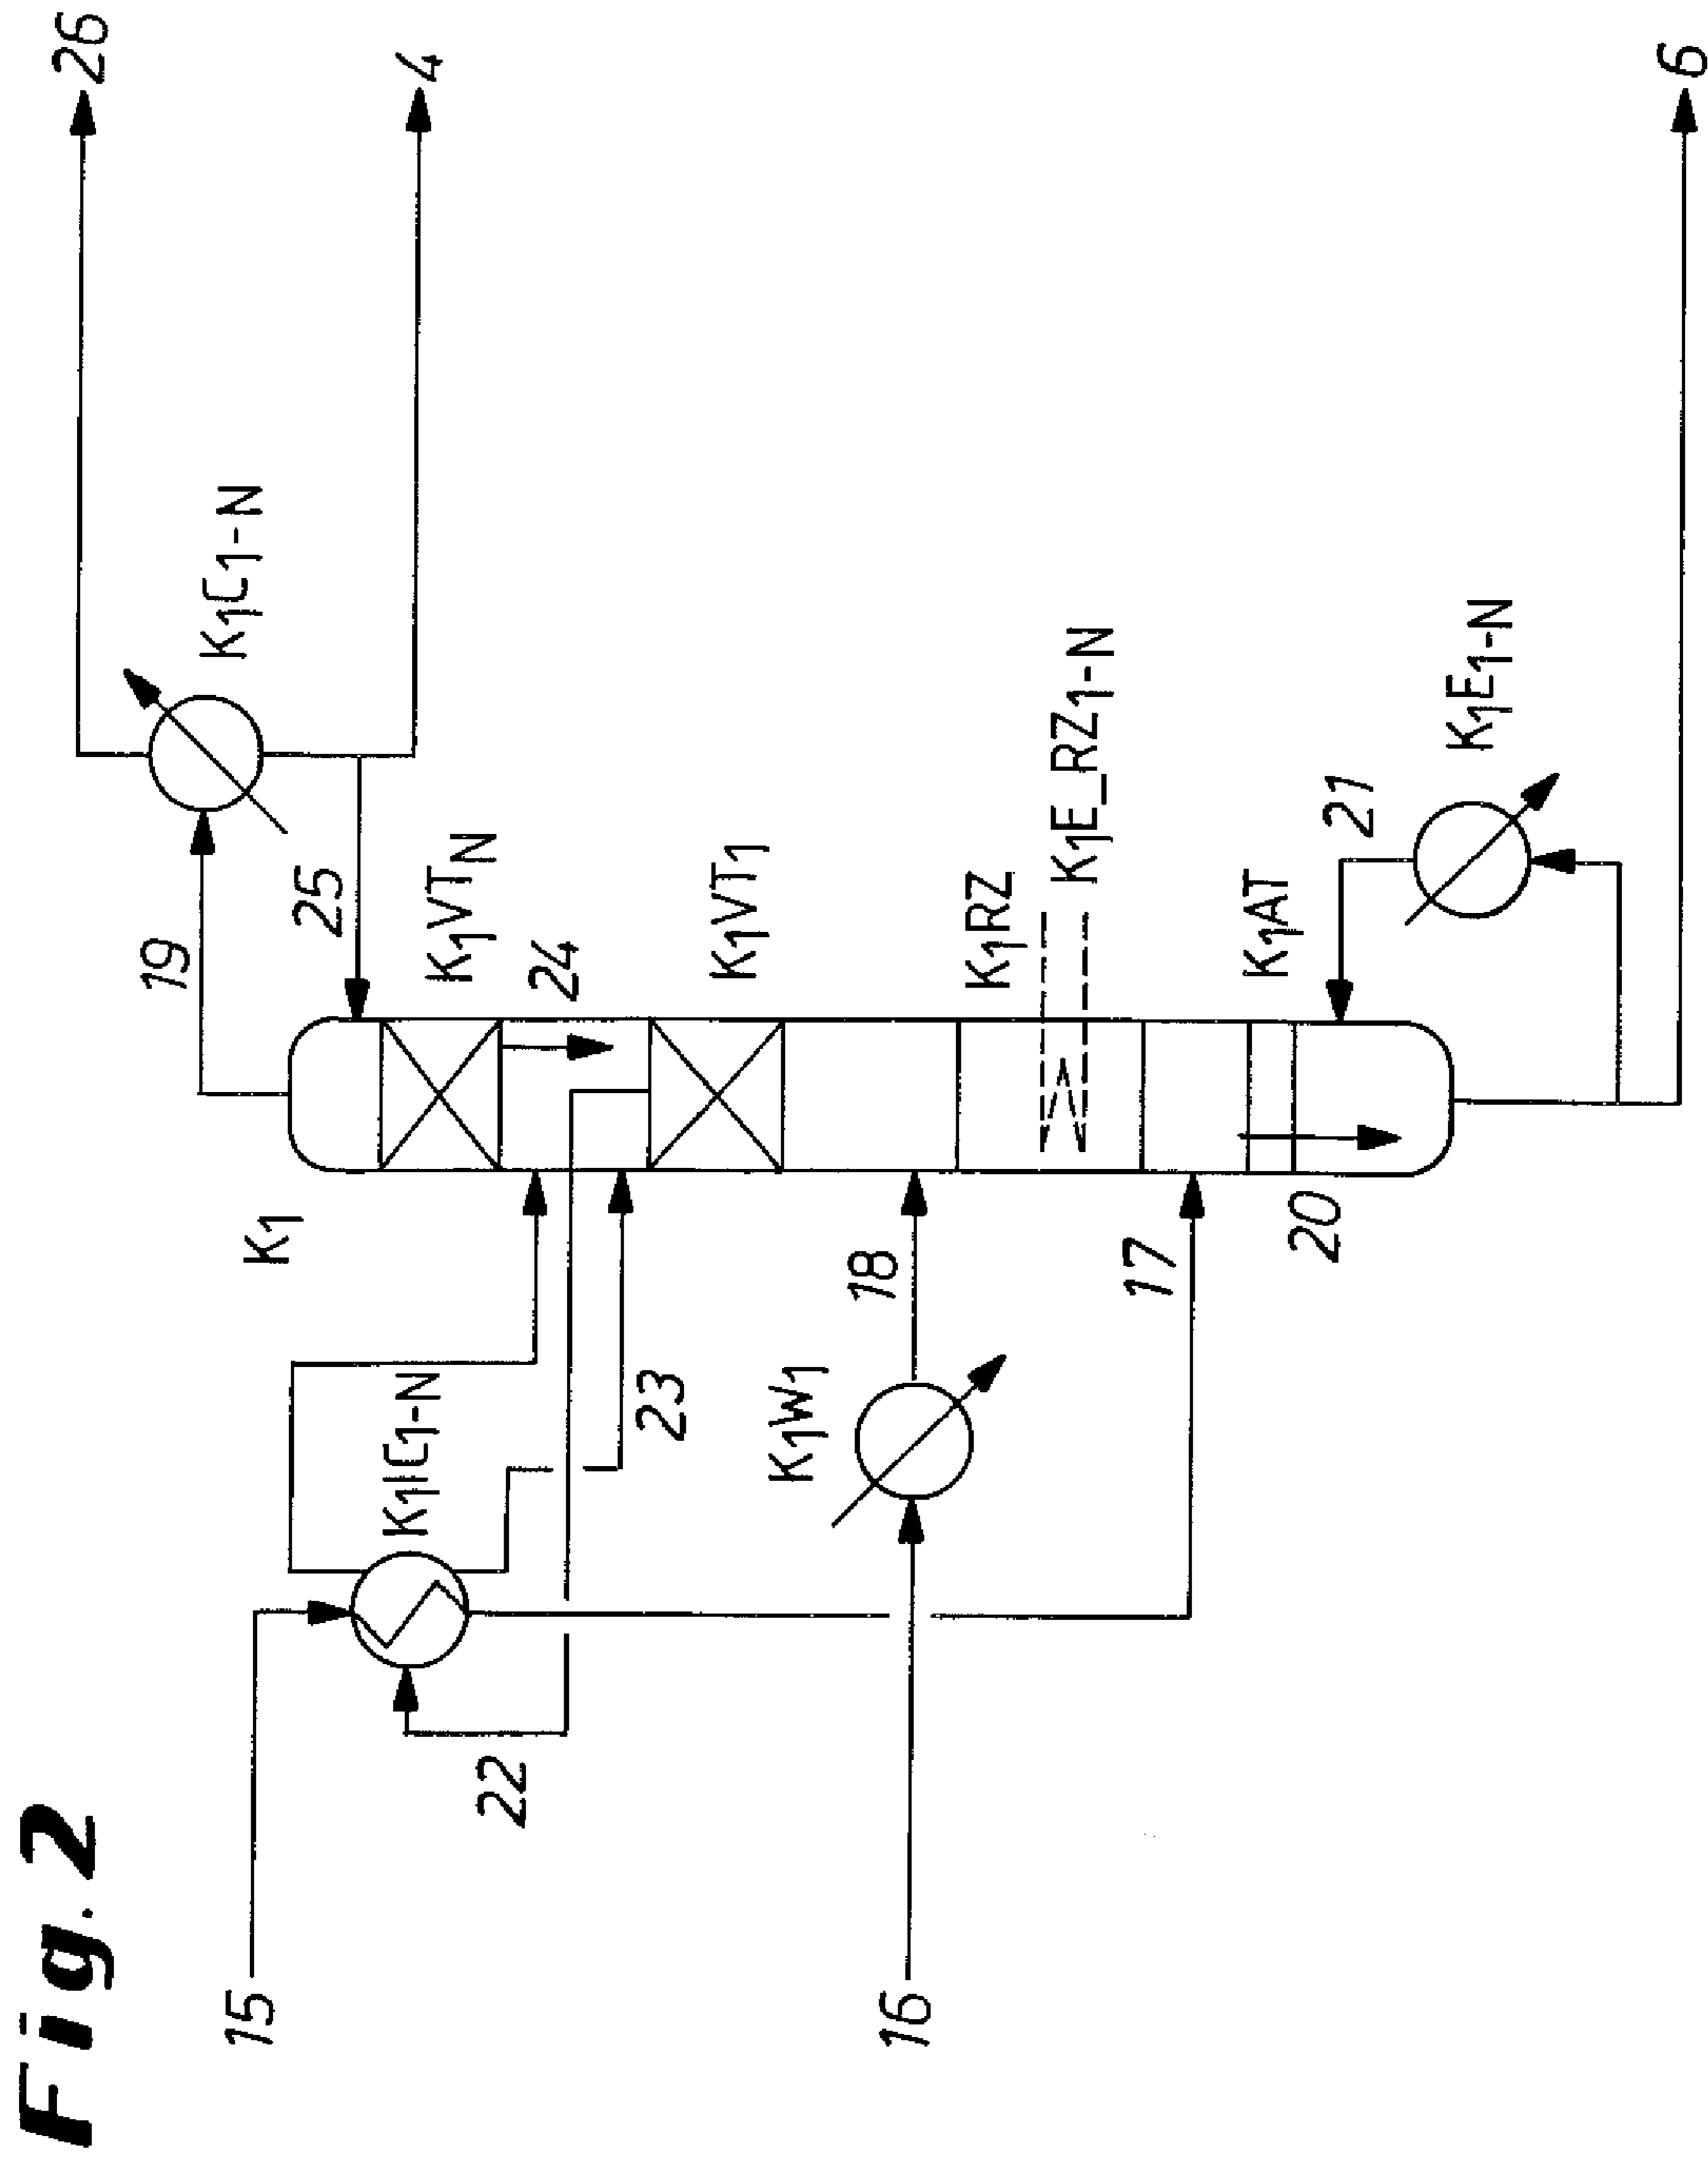 Fig. 2
26
4
K₁C₁₋N
19
25
K₁VT_N
24
K₁
15
K₁IC₁₋N
22
23
K₁VT₁
K₁W₁
18
16
K₁RZ
K₁E_RZ₁₋N
17
K₁AT
20
21
K₁E₁₋N
6